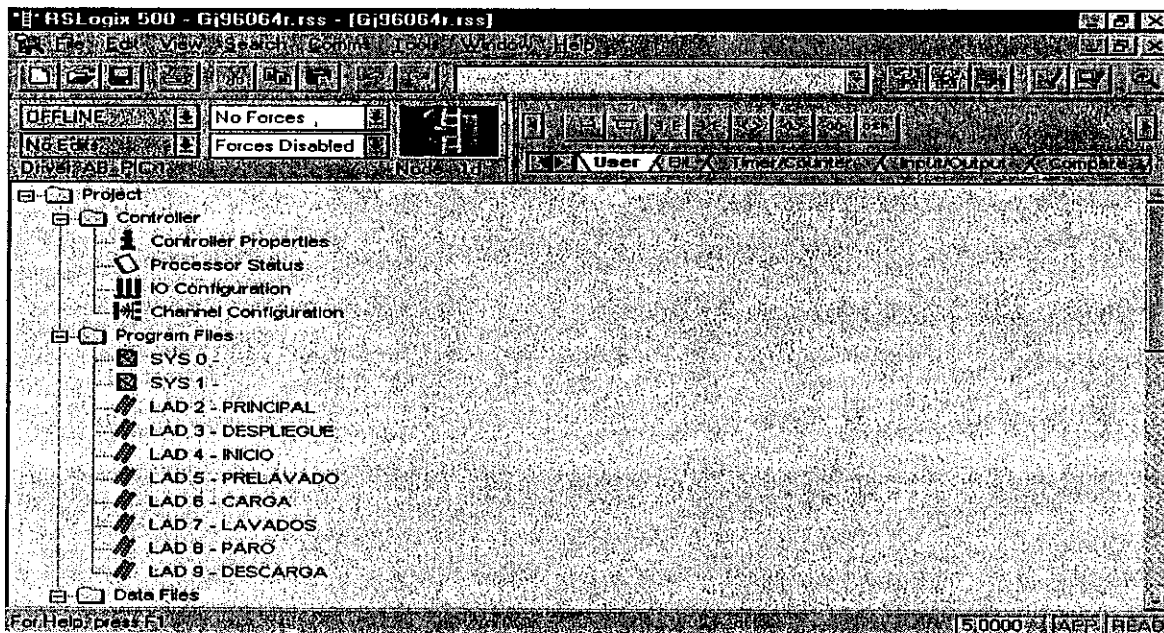 RSLogix 500 - Gj96064r.rss - [Gj96064r.rss]
File Edit View Search Comms Tools Window Help
OFFLINE No Forces
No Edits Forces Disabled
Node: 1d
User Bit Timer/Counter Input/Output Compare
Project
Controller
Controller Properties
Processor Status
IO Configuration
Channel Configuration
Program Files
SYS 0 -
SYS 1 -
LAD 2 - PRINCIPAL
LAD 3 - DESPLIEGUE
LAD 4 - INICIO
LAD 5 - PRELAVADO
LAD 6 - CARGA
LAD 7 - LAVADOS
LAD 8 - PARO
LAD 9 - DESCARGA
Data Files
For Help, press F1 5:0000 APP READ